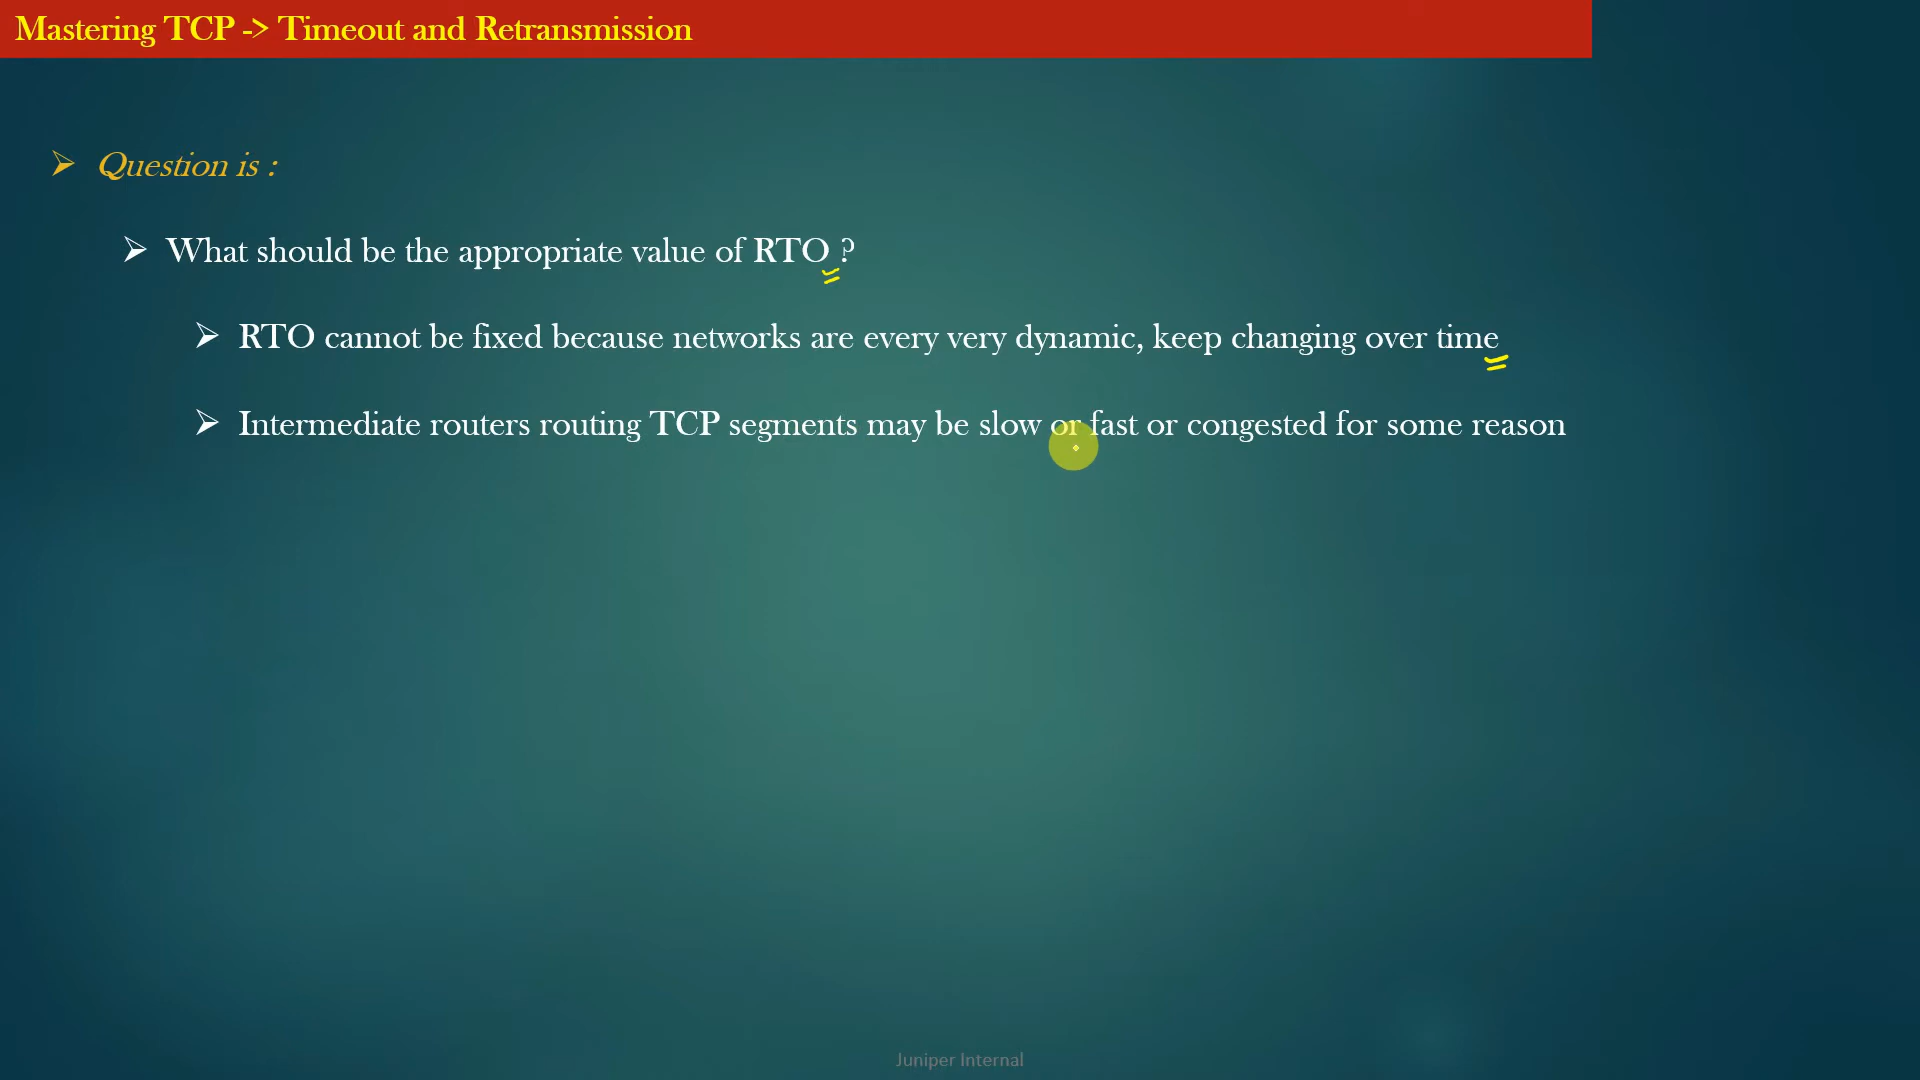 Mastering TCP -> Timeout and Retransmission
Question is :
What should be the appropriate value of RTO ?
RTO cannot be fixed because networks are every very dynamic, keep changing over time
Intermediate routers routing TCP segments may be slow or fast or congested for some reason
Juniper Internal